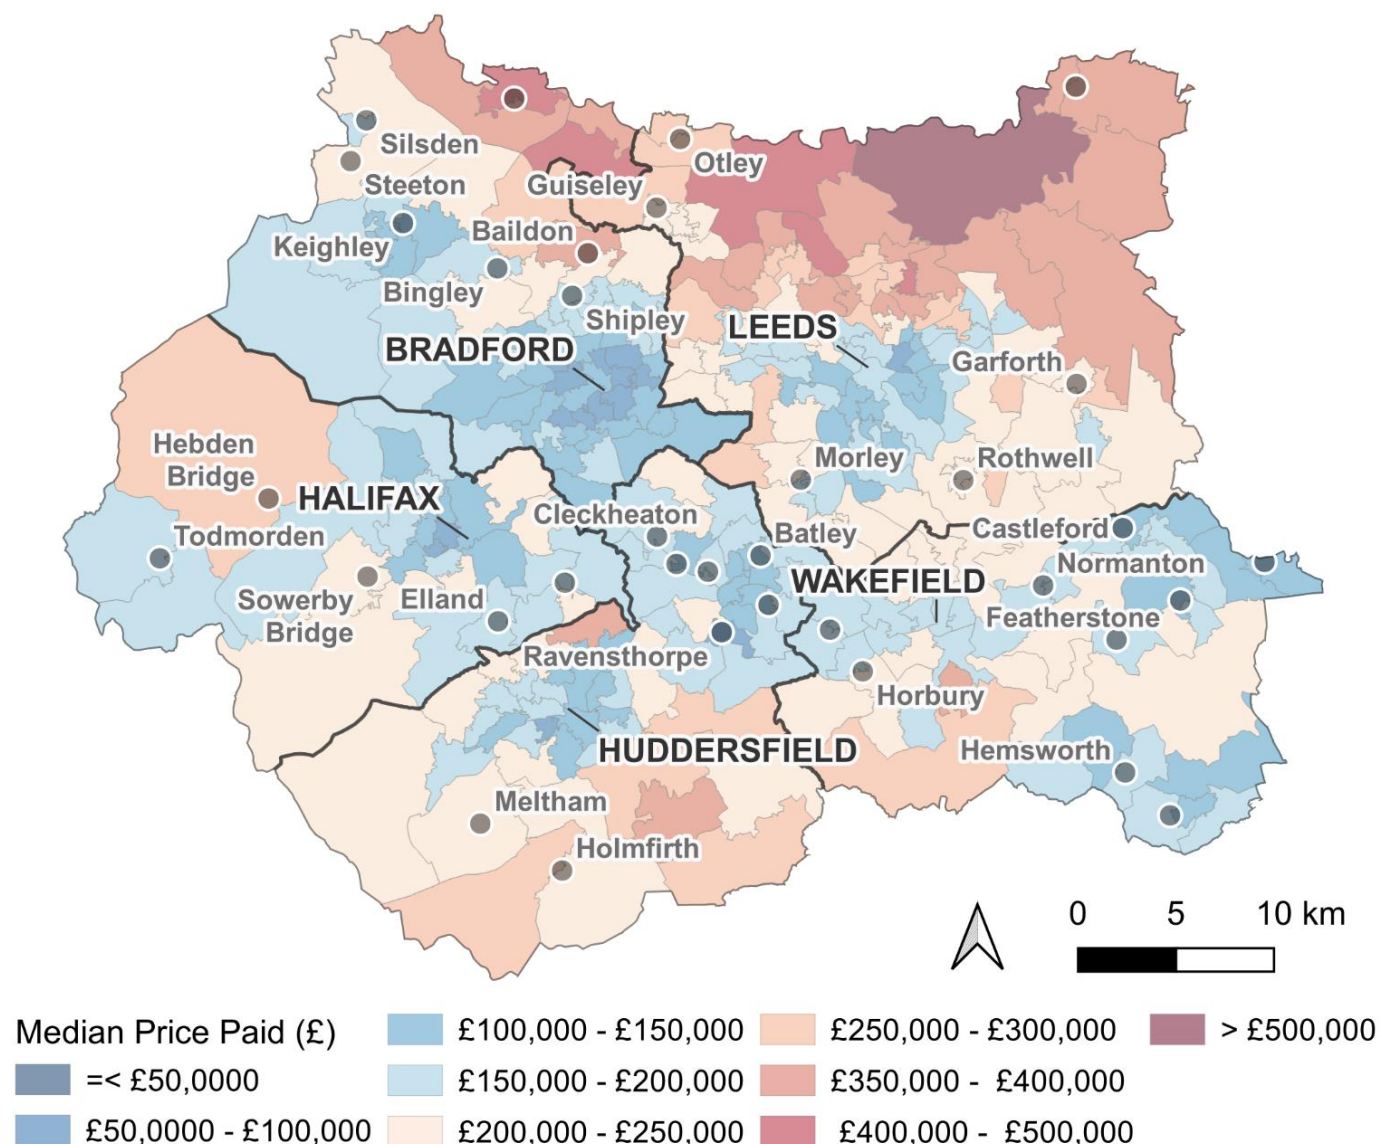 Silsden
Otley
Steeton
Guiseley
Keighley
Baildon
Bingley
Shipley
LEEDS
BRADFORD
Garforth
Hebden
Bridge
Morley
Rothwell
HALIFAX
Cleckheaton
Todmorden
Batley
Castleford
Normanton
WAKEFIELD
Sowerby
Bridge
Elland
Featherstone
Ravensthorpe
Horbury
HUDDERSFIELD
Hemsworth
Meltham
Holmfirth
0 5 10 km
Median Price Paid (£)
=< £50,0000
£50,0000 - £100,000
£100,000 - £150,000
£150,000 - £200,000
£200,000 - £250,000
£250,000 - £300,000
£350,000 - £400,000
£400,000 - £500,000
> £500,000